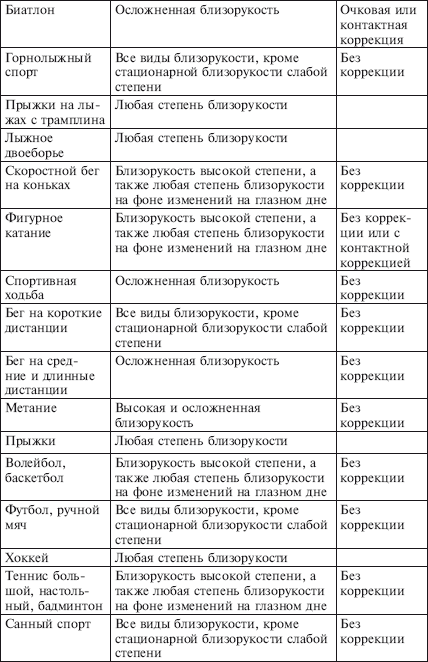 Биатлон
Осложненная близорукость
Очковая или
контактная
коррекция
Горнолыжный
спорт
Все виды близорукости, кроме
стационарной близорукости слабой
степени
Без
коррекции
Прыжки на лы-
жах с трамплина
Любая степень близорукости
Лыжное
двоеборье
Любая степень близорукости
Скоростной бег
на коньках
Близорукость высокой степени, а
также любая степень близорукости
на фоне изменений на глазном дне
Без
коррекции
Фигурное
катание
Близорукость высокой степени, а
также любая степень близорукости
на фоне изменений на глазном дне
Без коррек-
ции или с
контактной
коррекцией
Спортивная
ходьба
Осложненная близорукость
Без
коррекции
Бег на короткие
дистанции
Все виды близорукости, кроме
стационарной близорукости слабой
степени
Без
коррекции
Бег на сред-
ние и длинные
дистанции
Осложненная близорукость
Без
коррекции
Метание
Высокая и осложненная
близорукость
Без
коррекции
Прыжки
Любая степень близорукости
Волейбол,
баскетбол
Близорукость высокой степени, а
также любая степень близорукости
на фоне изменений на глазном дне
Без
коррекции
Футбол, ручной
мяч
Все виды близорукости, кроме
стационарной близорукости слабой
степени
Без
коррекции
Хоккей
Любая степень близорукости
Теннис боль-
шой, настоль-
ный, бадминтон
Близорукость высокой степени, а
также любая степень близорукости
на фоне изменений на глазном дне
Без
коррекции
Санный спорт
Все виды близорукости, кроме
стационарной близорукости слабой
степени
Без
коррекции